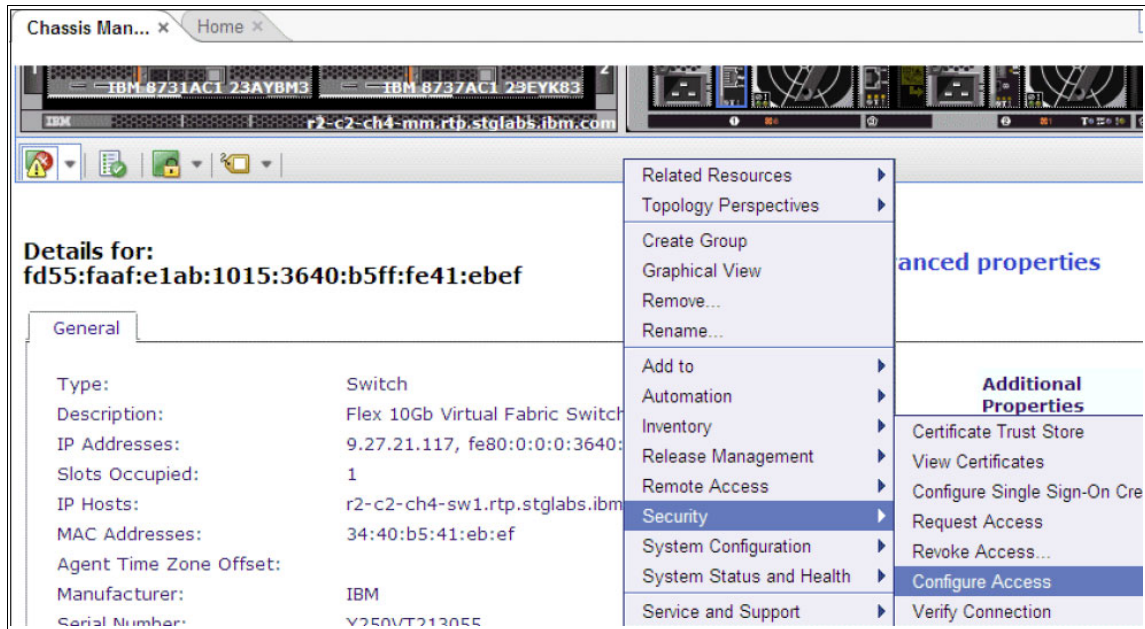 Chassis Man... × Home ×
1 IBM 8731AC1 23AYBM3 IBM 8737AC1 23EYK83 2
IBM r2-c2-ch4-mm.rtp.stglabs.ibm.com
Details for:
fd55:faaf:e1ab:1015:3640:b5ff:fe41:ebef
anced properties
General
Type: Switch
Description: Flex 10Gb Virtual Fabric Switch
IP Addresses: 9.27.21.117, fe80:0:0:0:3640:
Slots Occupied: 1
IP Hosts: r2-c2-ch4-sw1.rtp.stglabs.ibm
MAC Addresses: 34:40:b5:41:eb:ef
Agent Time Zone Offset:
Manufacturer: IBM
Serial Number: Y250VT213055
Related Resources
Topology Perspectives
Create Group
Graphical View
Remove...
Rename...
Add to
Automation
Inventory
Release Management
Remote Access
Security
System Configuration
System Status and Health
Service and Support
Additional
Properties
Certificate Trust Store
View Certificates
Configure Single Sign-On Cre
Request Access
Revoke Access...
Configure Access
Verify Connection